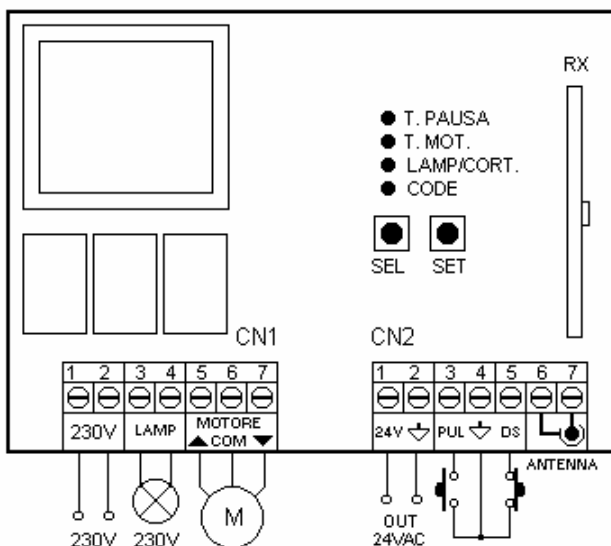 RX
T. PAUSA
T. MOT.
LAMP/CORT.
CODE
SEL SET
CN1 CN2
1 2 3 4 5 6 7
1 2 3 4 5 6 7
230V LAMP MOTORE
COM
24V PUL DS
ANTENNA
M
230V 230V
OUT
24VAC